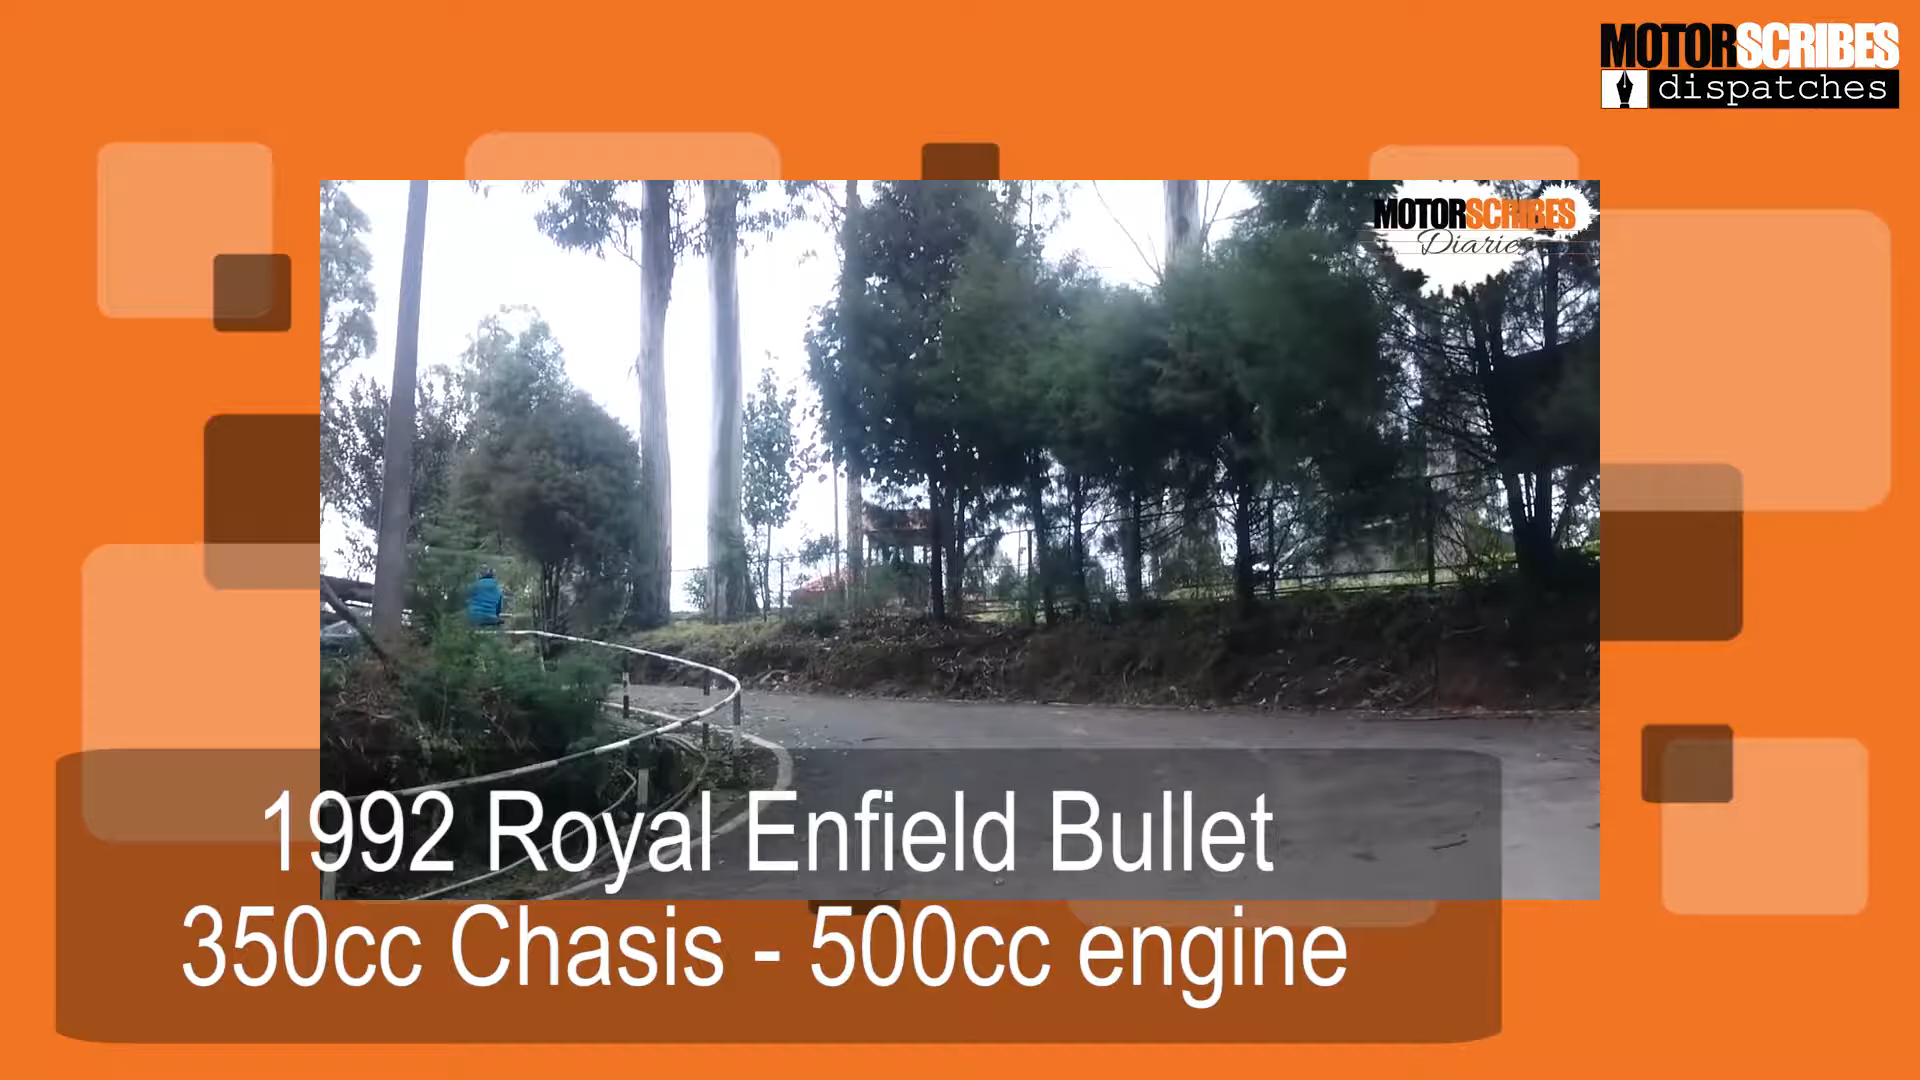 MOTORSCRIBES
dispatches
MOTORSCRIBES
Diaries
1992 Royal Enfield Bullet
350cc Chasis - 500cc engine